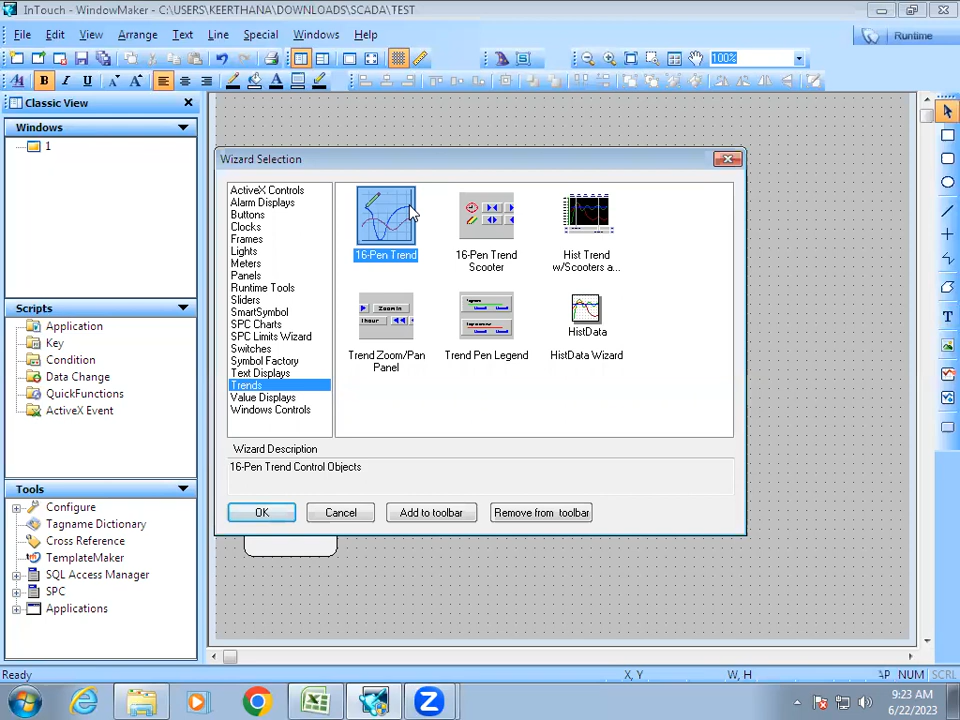 InTouch - WindowMaker - C:\USERS\KEERTHANA\DOWNLOADS\SCADA\TEST
File Edit View Arrange Text Line Special Windows Help
Runtime
100%
B I U A A A
Classic View
Windows
1
Scripts
Application
Key
Condition
Data Change
QuickFunctions
ActiveX Event
Tools
Configure
Tagname Dictionary
Cross Reference
TemplateMaker
SQL Access Manager
SPC
Applications
Wizard Selection
ActiveX Controls
Alarm Displays
Buttons
Clocks
Frames
Lights
Meters
Panels
Runtime Tools
Sliders
SmartSymbol
SPC Charts
SPC Limits Wizard
Switches
Symbol Factory
Text Displays
Trends
Value Displays
Windows Controls
16-Pen Trend
16-Pen Trend
Scooter
Hist Trend
w/Scooters a...
Zoom In
1hour
Trend Zoom/Pan
Panel
Trend Pen Legend
HistData
HistData Wizard
Wizard Description
16-Pen Trend Control Objects
OK Cancel Add to toolbar Remove from toolbar
Ready X, Y W, H AP NUM SCRL
9:23 AM
6/22/2023